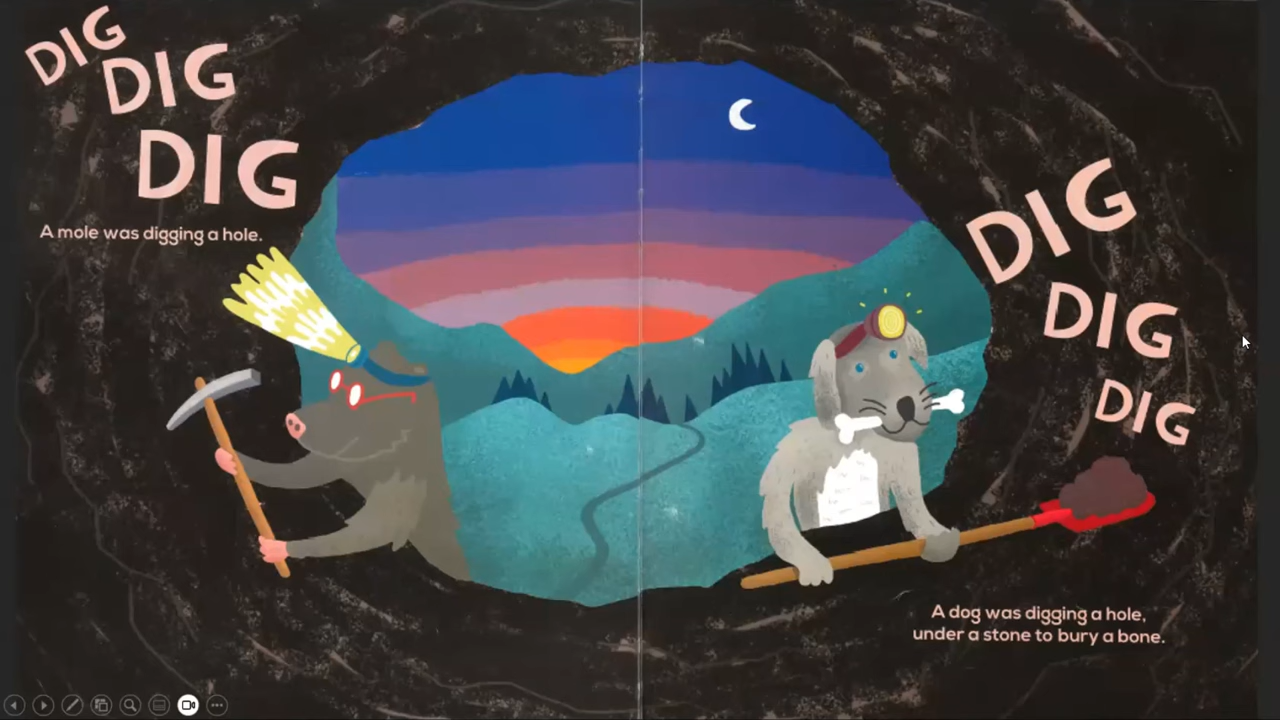 DIG
DIG
DIG
A mole was digging a hole.
DIG
DIG
DIG
A dog was digging a hole,
under a stone to bury a bone.